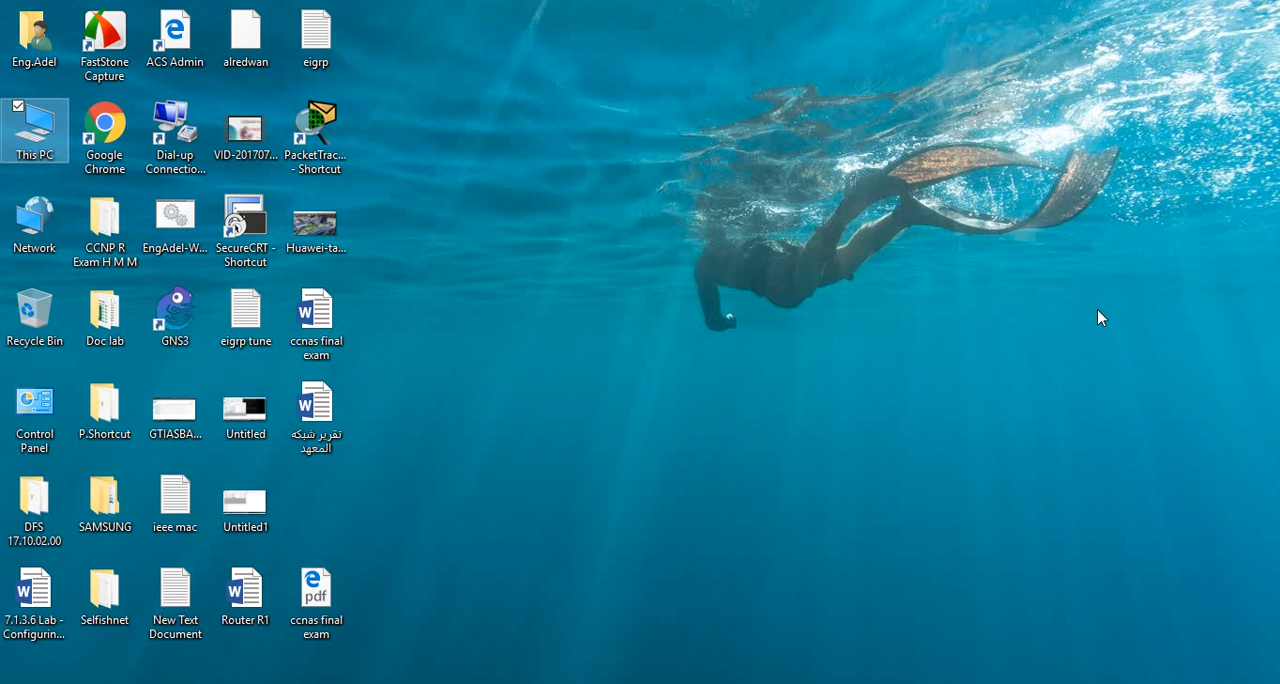 Eng.Adel
FastStone
Capture
ACS Admin
alredwan
eigrp
This PC
Google
Chrome
Dial-up
Connectio...
VID-201707...
PacketTrac...
- Shortcut
Network
CCNP R
Exam H M M
EngAdel-W...
SecureCRT -
Shortcut
Huawei-ta...
Recycle Bin
Doc lab
GNS3
eigrp tune
ccnas final
exam
Control
Panel
P.Shortcut
GTIASBA...
Untitled
تقرير شبكه
المعهد
DFS
17.10.02.00
SAMSUNG
ieee mac
Untitled1
7.1.3.6 Lab -
Configurin...
Selfishnet
New Text
Document
Router R1
pdf
ccnas final
exam